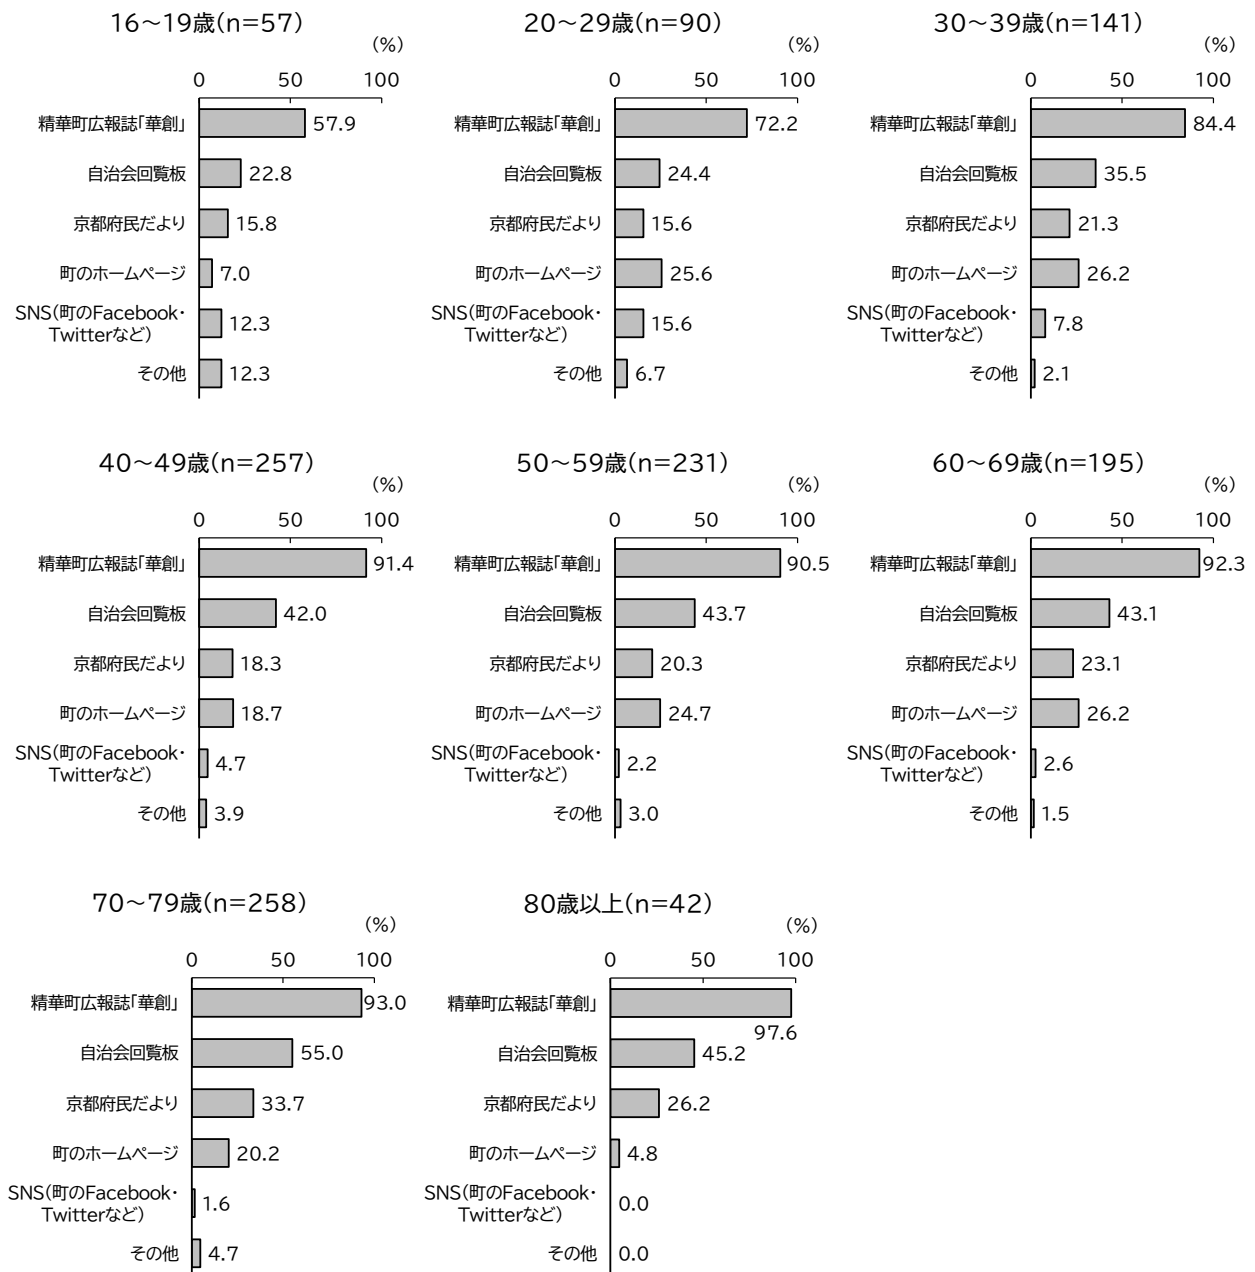 16～19歳(n=57)
(%)
0 50 100
精華町広報誌「華創」 57.9
自治会回覧板 22.8
京都府民だより 15.8
町のホームページ 7.0
SNS(町のFacebook・
Twitterなど) 12.3
その他 12.3
20～29歳(n=90)
(%)
0 50 100
精華町広報誌「華創」 72.2
自治会回覧板 24.4
京都府民だより 15.6
町のホームページ 25.6
SNS(町のFacebook・
Twitterなど) 15.6
その他 6.7
30～39歳(n=141)
(%)
0 50 100
精華町広報誌「華創」 84.4
自治会回覧板 35.5
京都府民だより 21.3
町のホームページ 26.2
SNS(町のFacebook・
Twitterなど) 7.8
その他 2.1
40～49歳(n=257)
(%)
0 50 100
精華町広報誌「華創」 91.4
自治会回覧板 42.0
京都府民だより 18.3
町のホームページ 18.7
SNS(町のFacebook・
Twitterなど) 4.7
その他 3.9
50～59歳(n=231)
(%)
0 50 100
精華町広報誌「華創」 90.5
自治会回覧板 43.7
京都府民だより 20.3
町のホームページ 24.7
SNS(町のFacebook・
Twitterなど) 2.2
その他 3.0
60～69歳(n=195)
(%)
0 50 100
精華町広報誌「華創」 92.3
自治会回覧板 43.1
京都府民だより 23.1
町のホームページ 26.2
SNS(町のFacebook・
Twitterなど) 2.6
その他 1.5
70～79歳(n=258)
(%)
0 50 100
精華町広報誌「華創」 93.0
自治会回覧板 55.0
京都府民だより 33.7
町のホームページ 20.2
SNS(町のFacebook・
Twitterなど) 1.6
その他 4.7
80歳以上(n=42)
(%)
0 50 100
精華町広報誌「華創」 97.6
自治会回覧板 45.2
京都府民だより 26.2
町のホームページ 4.8
SNS(町のFacebook・
Twitterなど) 0.0
その他 0.0